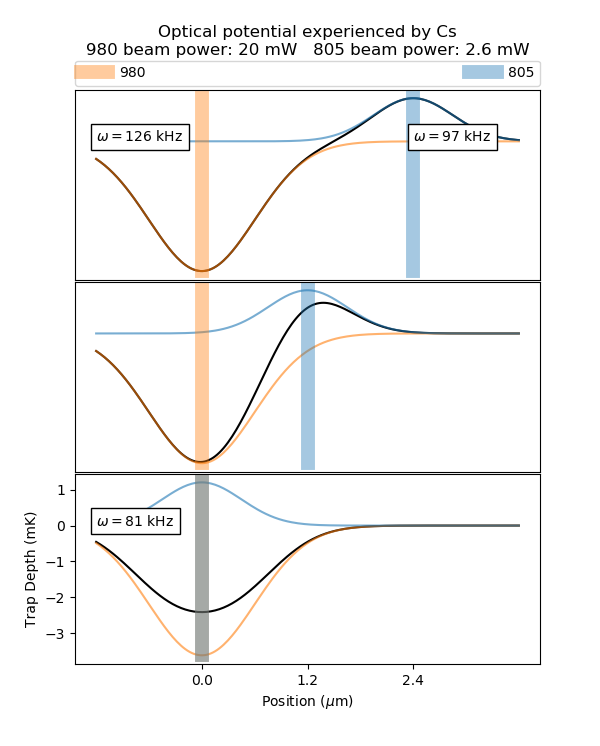 Optical potential experienced by Cs
980 beam power: 20 mW   805 beam power: 2.6 mW
980
805
ω = 126 kHz
ω = 97 kHz
ω = 81 kHz
1
0
−1
−2
−3
Trap Depth (mK)
0.0
1.2
2.4
Position (μm)